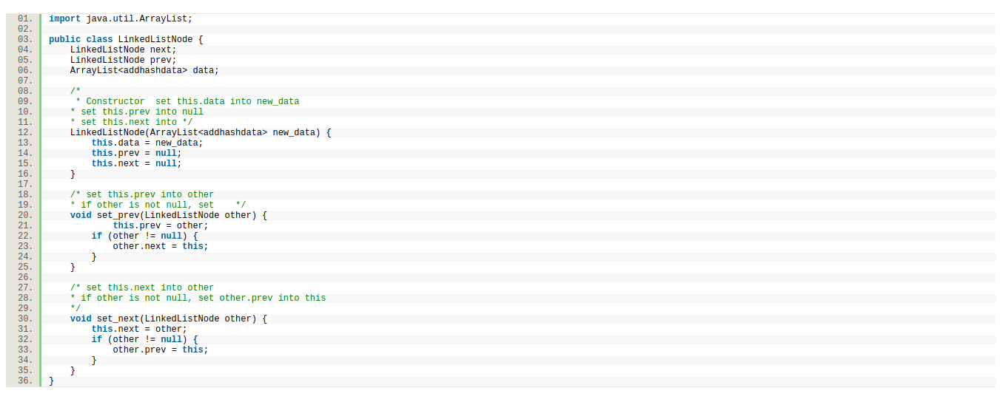 01. import java.util.ArrayList;
02.
03. public class LinkedListNode {
04.     LinkedListNode next;
05.     LinkedListNode prev;
06.     ArrayList<addhashdata> data;
07.
08.     /*
09.      * Constructor  set this.data into new_data
10.     * set this.prev into null
11.     * set this.next into */
12.     LinkedListNode(ArrayList<addhashdata> new_data) {
13.         this.data = new_data;
14.         this.prev = null;
15.         this.next = null;
16.     }
17.
18.     /* set this.prev into other
19.     * if other is not null, set    */
20.     void set_prev(LinkedListNode other) {
21.             this.prev = other;
22.         if (other != null) {
23.             other.next = this;
24.         }
25.     }
26.
27.     /* set this.next into other
28.     * if other is not null, set other.prev into this
29.     */
30.     void set_next(LinkedListNode other) {
31.         this.next = other;
32.         if (other != null) {
33.             other.prev = this;
34.         }
35.     }
36. }